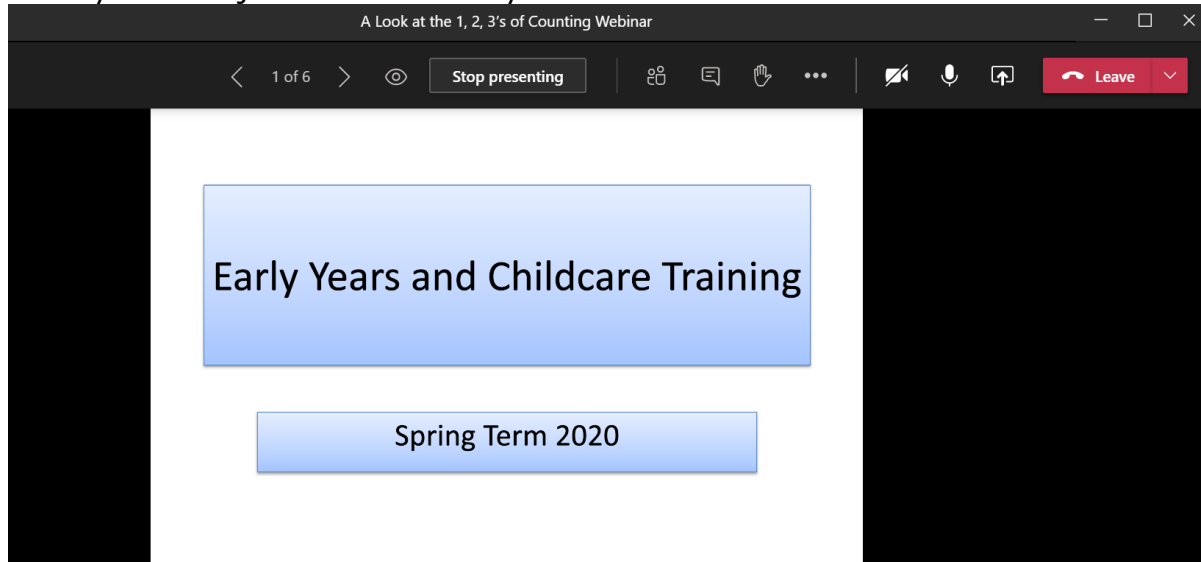 A Look at the 1, 2, 3's of Counting Webinar
1 of 6 Stop presenting Leave
Early Years and Childcare Training
Spring Term 2020